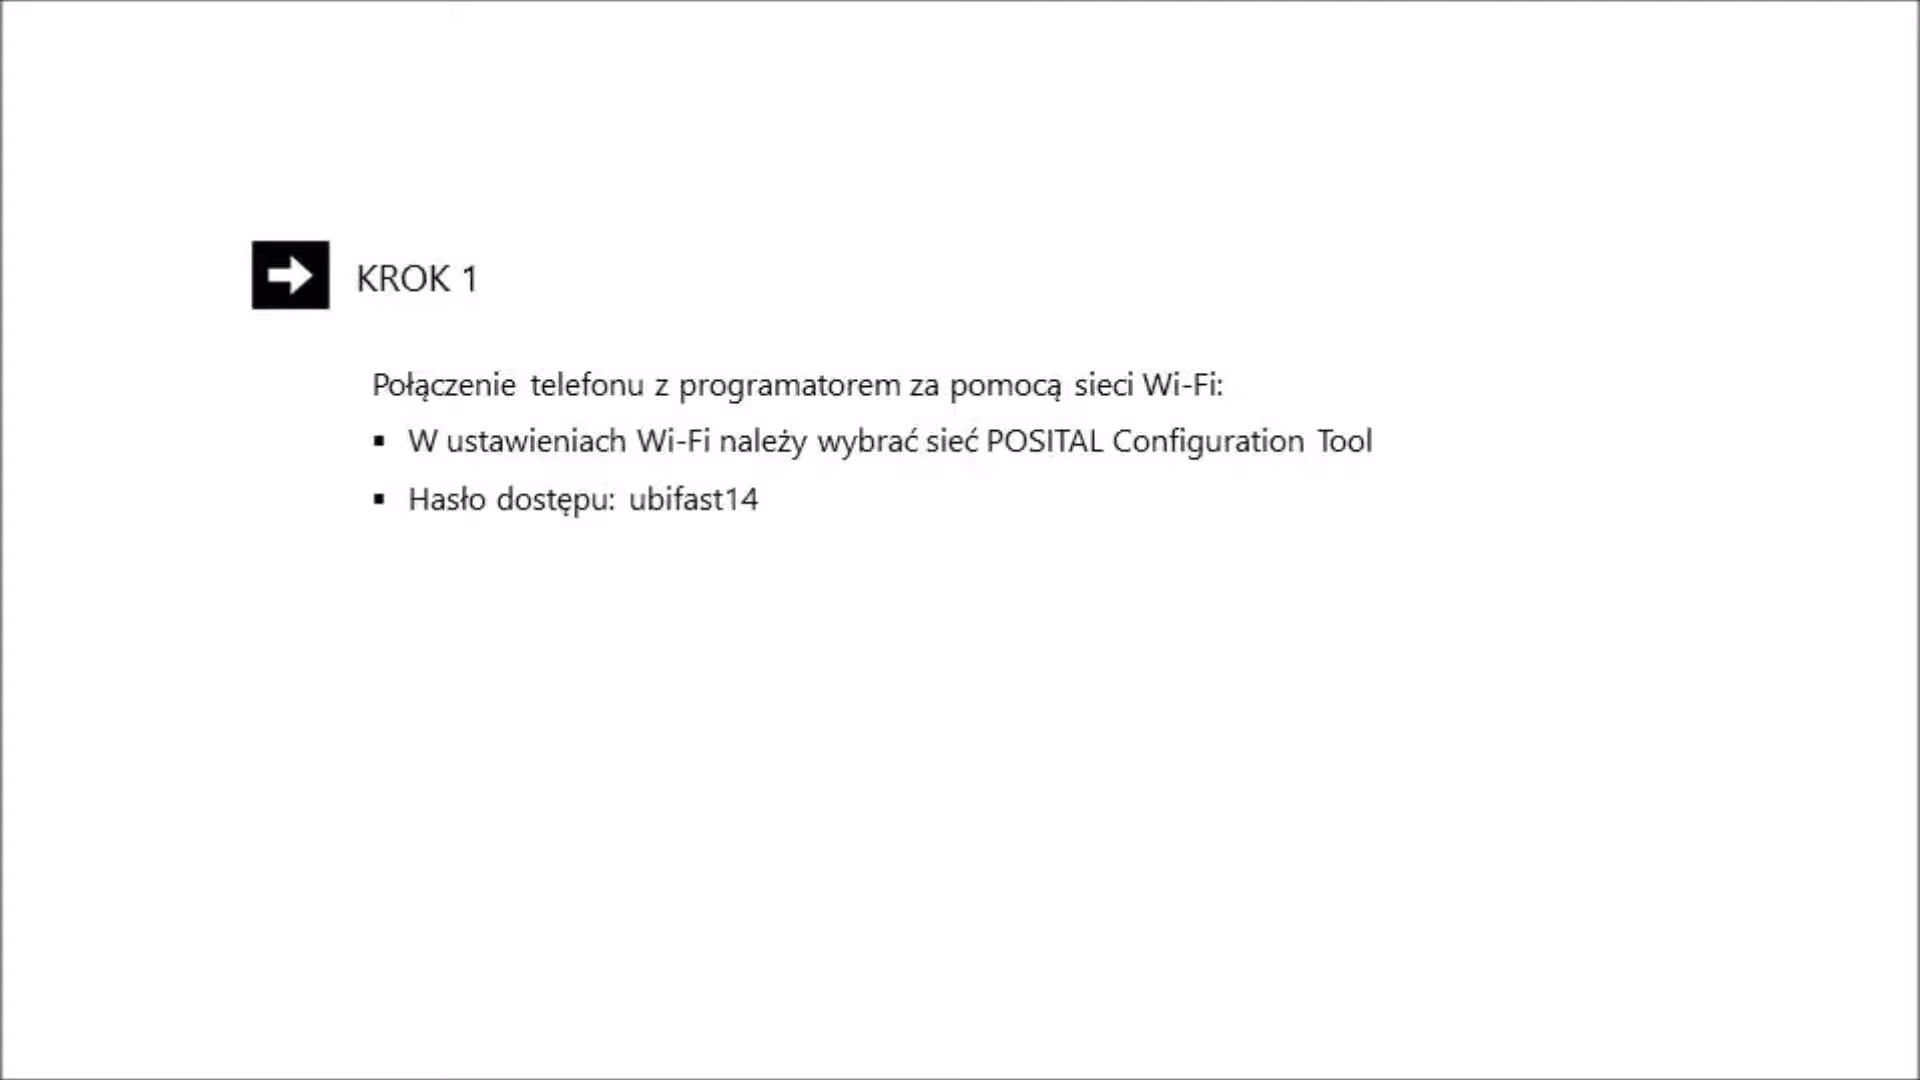 KROK 1
Połączenie telefonu z programatorem za pomocą sieci Wi-Fi:
▪ W ustawieniach Wi-Fi należy wybrać sieć POSITAL Configuration Tool
▪ Hasło dostępu: ubifast14